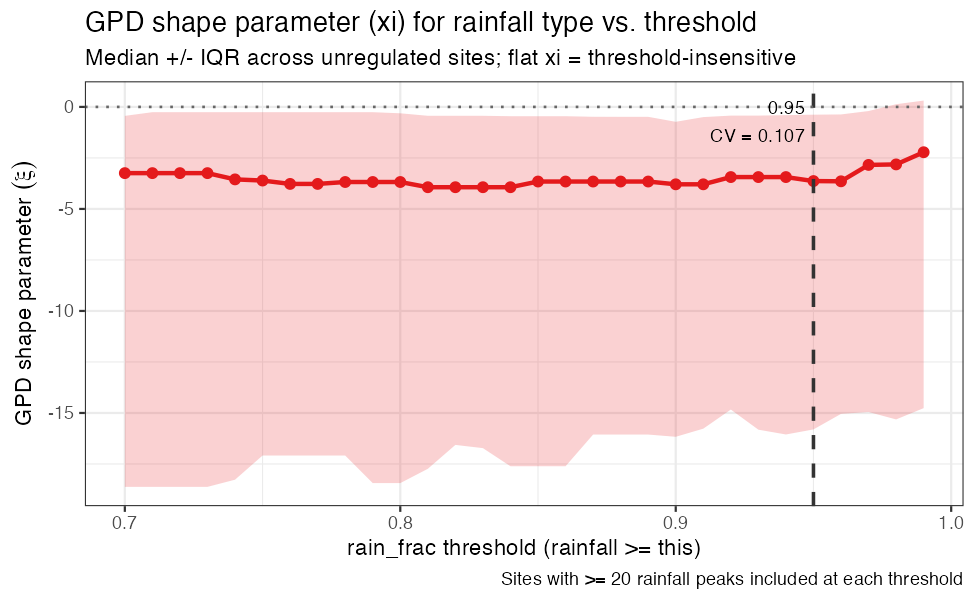 GPD shape parameter (xi) for rainfall type vs. threshold
Median +/- IQR across unregulated sites; flat xi = threshold-insensitive
GPD shape parameter (ξ)
0
-5
-10
-15
0.95
CV = 0.107
0.7
0.8
0.9
1.0
rain_frac threshold (rainfall >= this)
Sites with >= 20 rainfall peaks included at each threshold